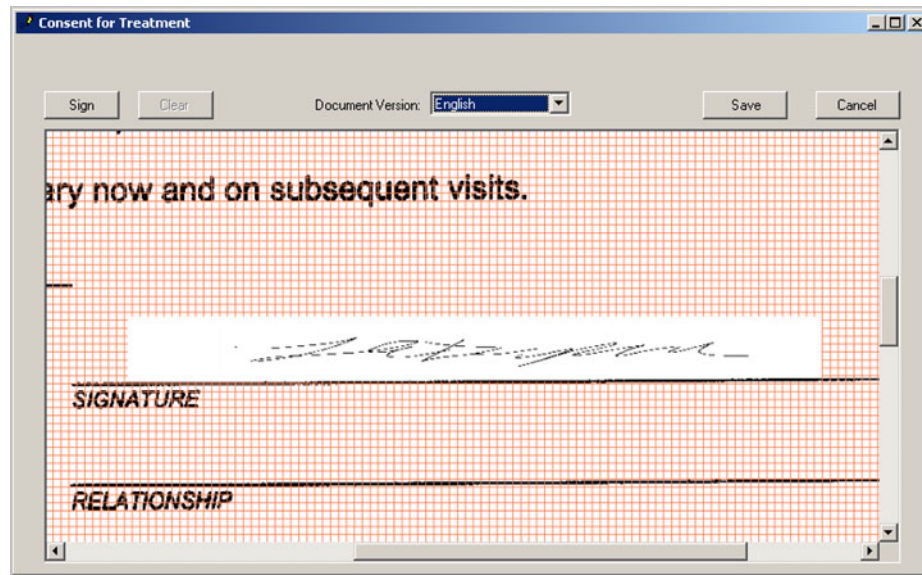 Consent for Treatment
Sign Clear Document Version: English Save Cancel
ary now and on subsequent visits.
SIGNATURE
RELATIONSHIP